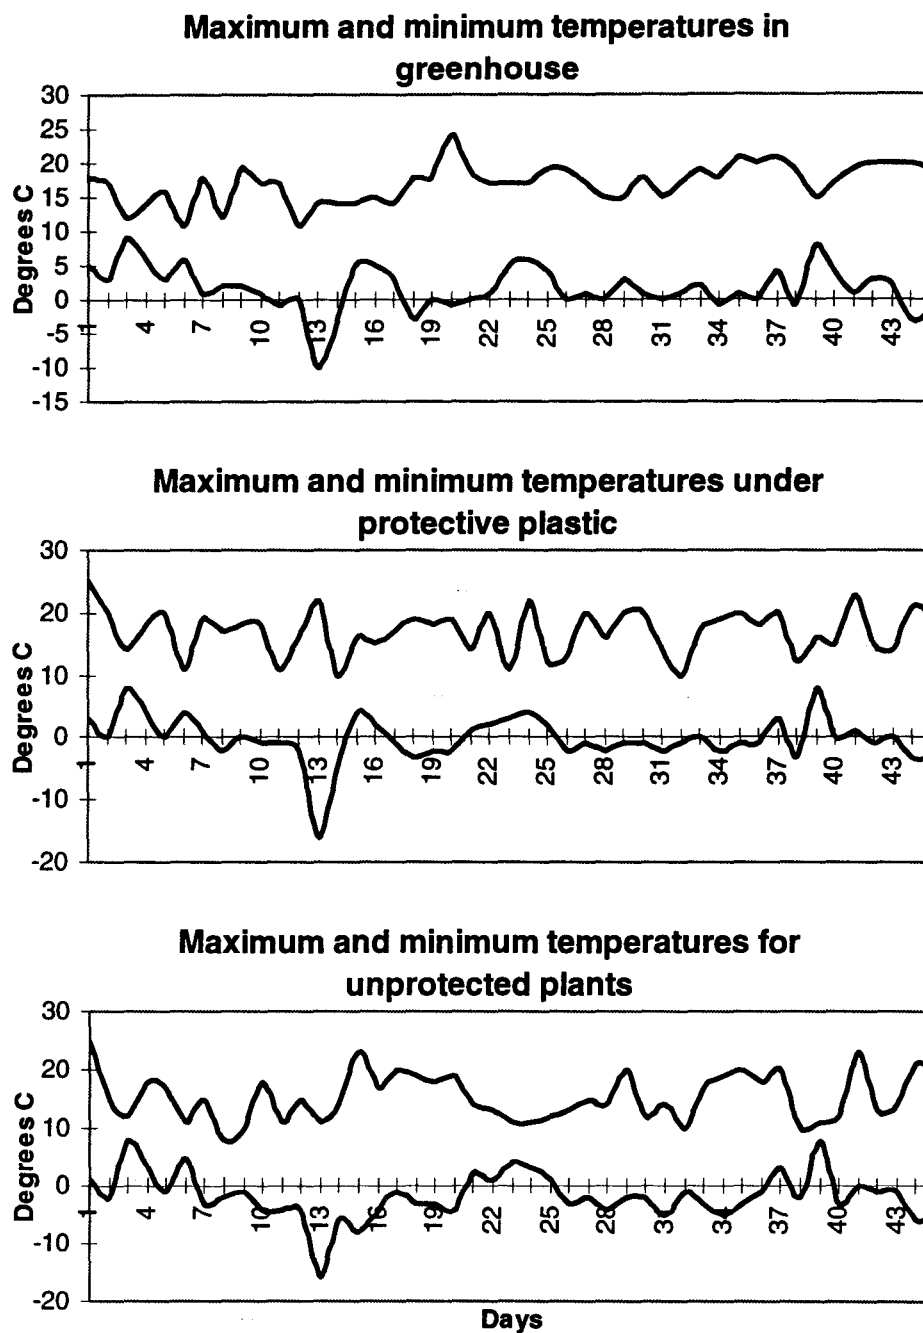 Maximum and minimum temperatures in
greenhouse
Degrees C
30
25
20
15
10
5
0
-5
-10
-15
1 4 7 10 13 16 19 22 25 28 31 34 37 40 43
Maximum and minimum temperatures under
protective plastic
Degrees C
30
20
10
0
-10
-20
1 4 7 10 13 16 19 22 25 28 31 34 37 40 43
Maximum and minimum temperatures for
unprotected plants
Degrees C
30
20
10
0
-10
-20
1 4 7 10 13 16 19 22 25 28 31 34 37 40 43
Days